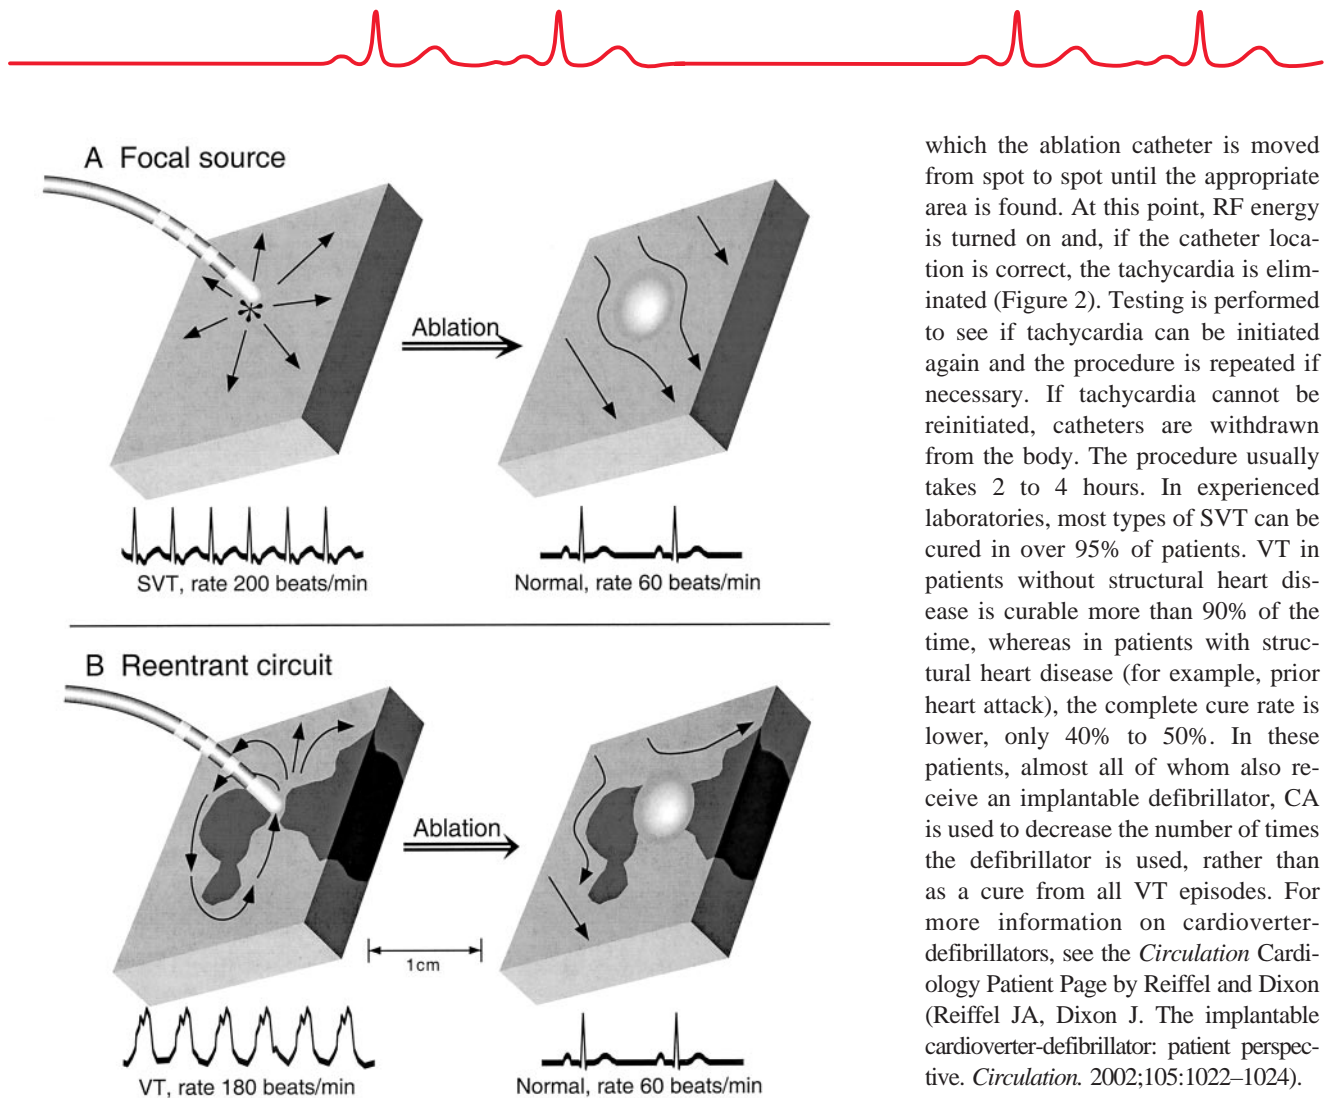 A Focal source
Ablation
SVT, rate 200 beats/min
Normal, rate 60 beats/min
B Reentrant circuit
Ablation
1cm
VT, rate 180 beats/min
Normal, rate 60 beats/min
which the ablation catheter is moved
from spot to spot until the appropriate
area is found. At this point, RF energy
is turned on and, if the catheter loca-
tion is correct, the tachycardia is elim-
inated (Figure 2). Testing is performed
to see if tachycardia can be initiated
again and the procedure is repeated if
necessary. If tachycardia cannot be
reinitiated, catheters are withdrawn
from the body. The procedure usually
takes 2 to 4 hours. In experienced
laboratories, most types of SVT can be
cured in over 95% of patients. VT in
patients without structural heart dis-
ease is curable more than 90% of the
time, whereas in patients with struc-
tural heart disease (for example, prior
heart attack), the complete cure rate is
lower, only 40% to 50%. In these
patients, almost all of whom also re-
ceive an implantable defibrillator, CA
is used to decrease the number of times
the defibrillator is used, rather than
as a cure from all VT episodes. For
more information on cardioverter-
defibrillators, see the Circulation Cardi-
ology Patient Page by Reiffel and Dixon
(Reiffel JA, Dixon J. The implantable
cardioverter-defibrillator: patient perspec-
tive. Circulation. 2002;105:1022–1024).